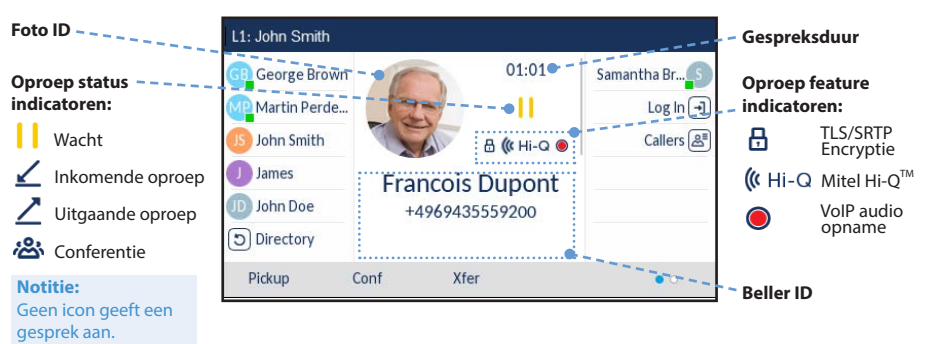 Foto ID
Oproep status
indicatoren:
Wacht
Inkomende oproep
Uitgaande oproep
Conferentie
Notitie:
Geen icon geeft een
gesprek aan.
L1: John Smith
GB George Brown
MP Martin Perde...
JS John Smith
J James
JD John Doe
Directory
01:01
Hi-Q
Francois Dupont
+4969435559200
Samantha Br... S
Log In
Callers
Pickup Conf Xfer
Gespreksduur
Oproep feature
indicatoren:
TLS/SRTP
Encryptie
Hi-Q Mitel Hi-Q™
VoIP audio
opname
Beller ID